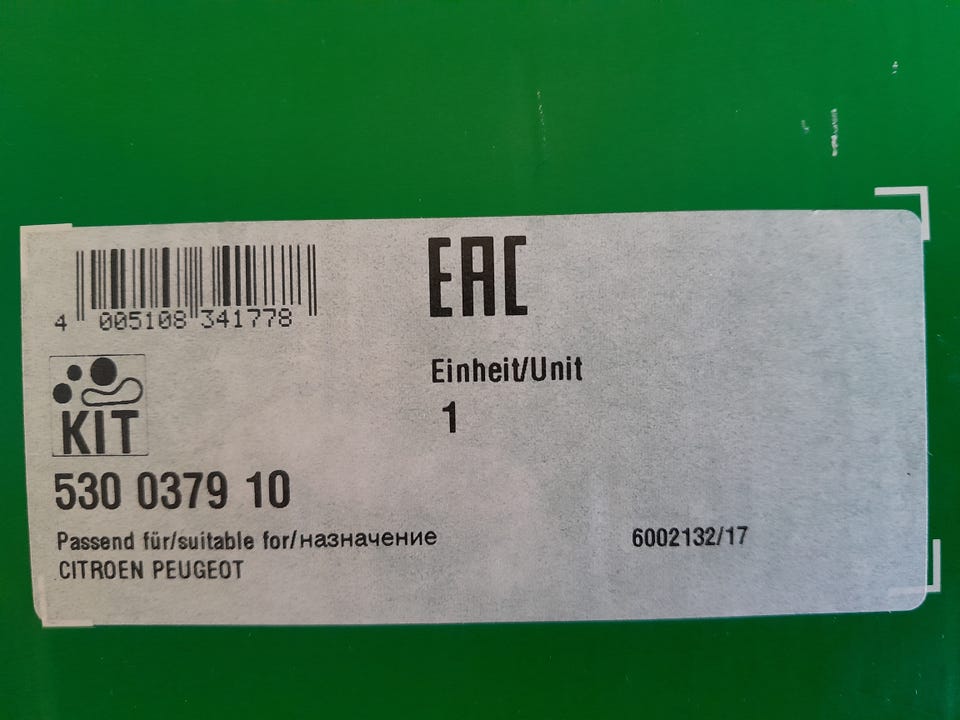 EAC
4 005108 341778
Einheit/Unit
1
KIT
530 0379 10
Passend für/suitable for/назначение
6002132/17
CITROEN PEUGEOT